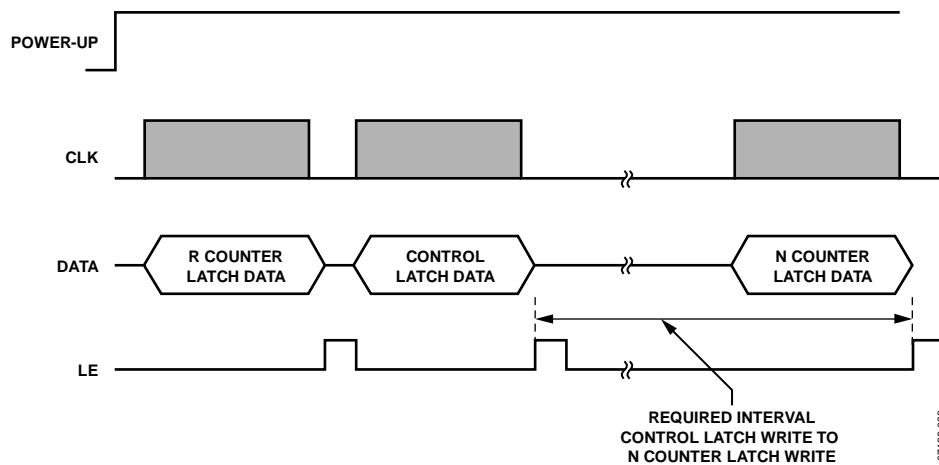 POWER-UP
CLK
DATA
R COUNTER
LATCH DATA
CONTROL
LATCH DATA
N COUNTER
LATCH DATA
LE
REQUIRED INTERVAL
CONTROL LATCH WRITE TO
N COUNTER LATCH WRITE